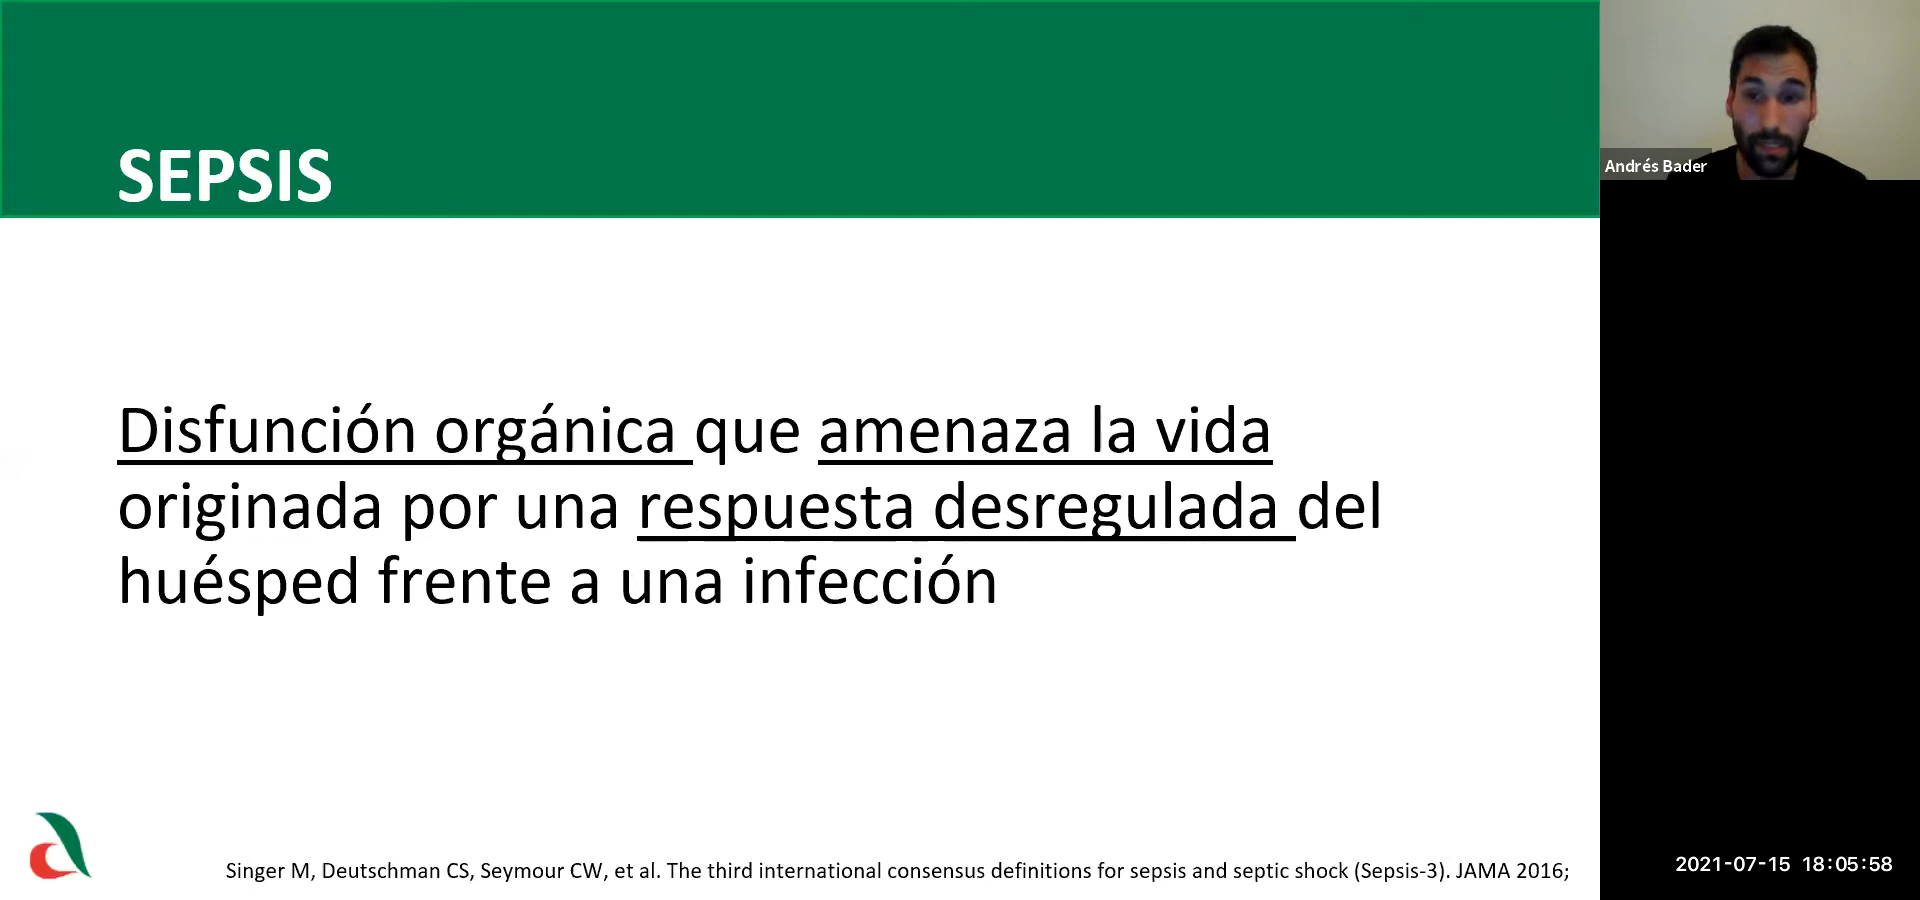 SEPSIS
Andrés Bader
Disfunción orgánica que amenaza la vida
originada por una respuesta desregulada del
huésped frente a una infección
Singer M, Deutschman CS, Seymour CW, et al. The third international consensus definitions for sepsis and septic shock (Sepsis-3). JAMA 2016;
2021-07-15 18:05:58